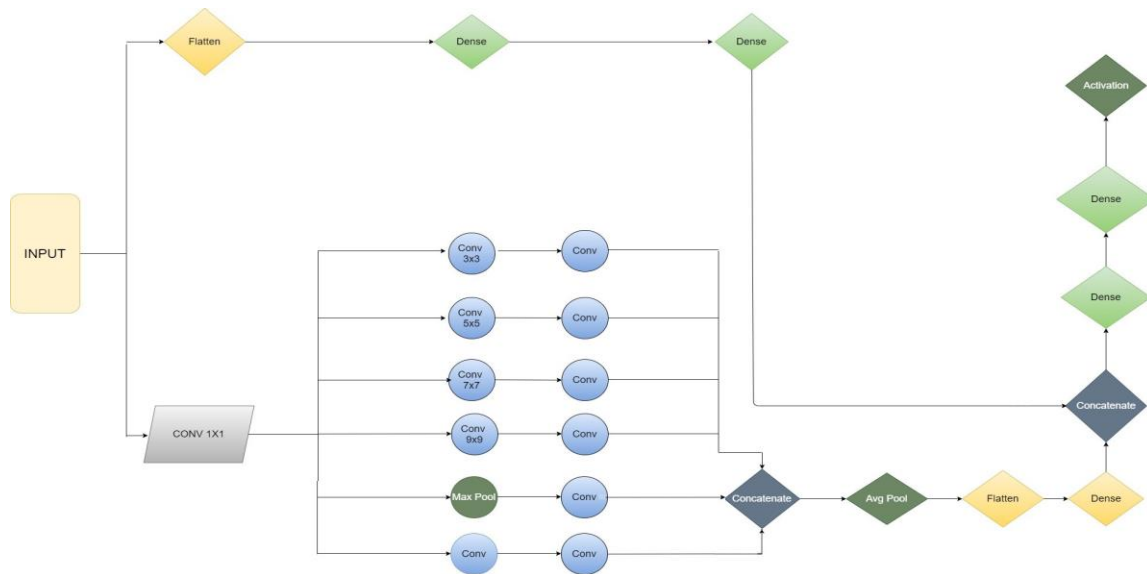 Flatten
Dense
Dense
Activation
INPUT
Dense
Conv
3x3
Conv
Conv
5x5
Conv
Dense
Conv
7x7
Conv
Concatenate
CONV 1X1
Conv
9x9
Conv
Max Pool
Conv
Concatenate
Avg Pool
Flatten
Dense
Conv
Conv